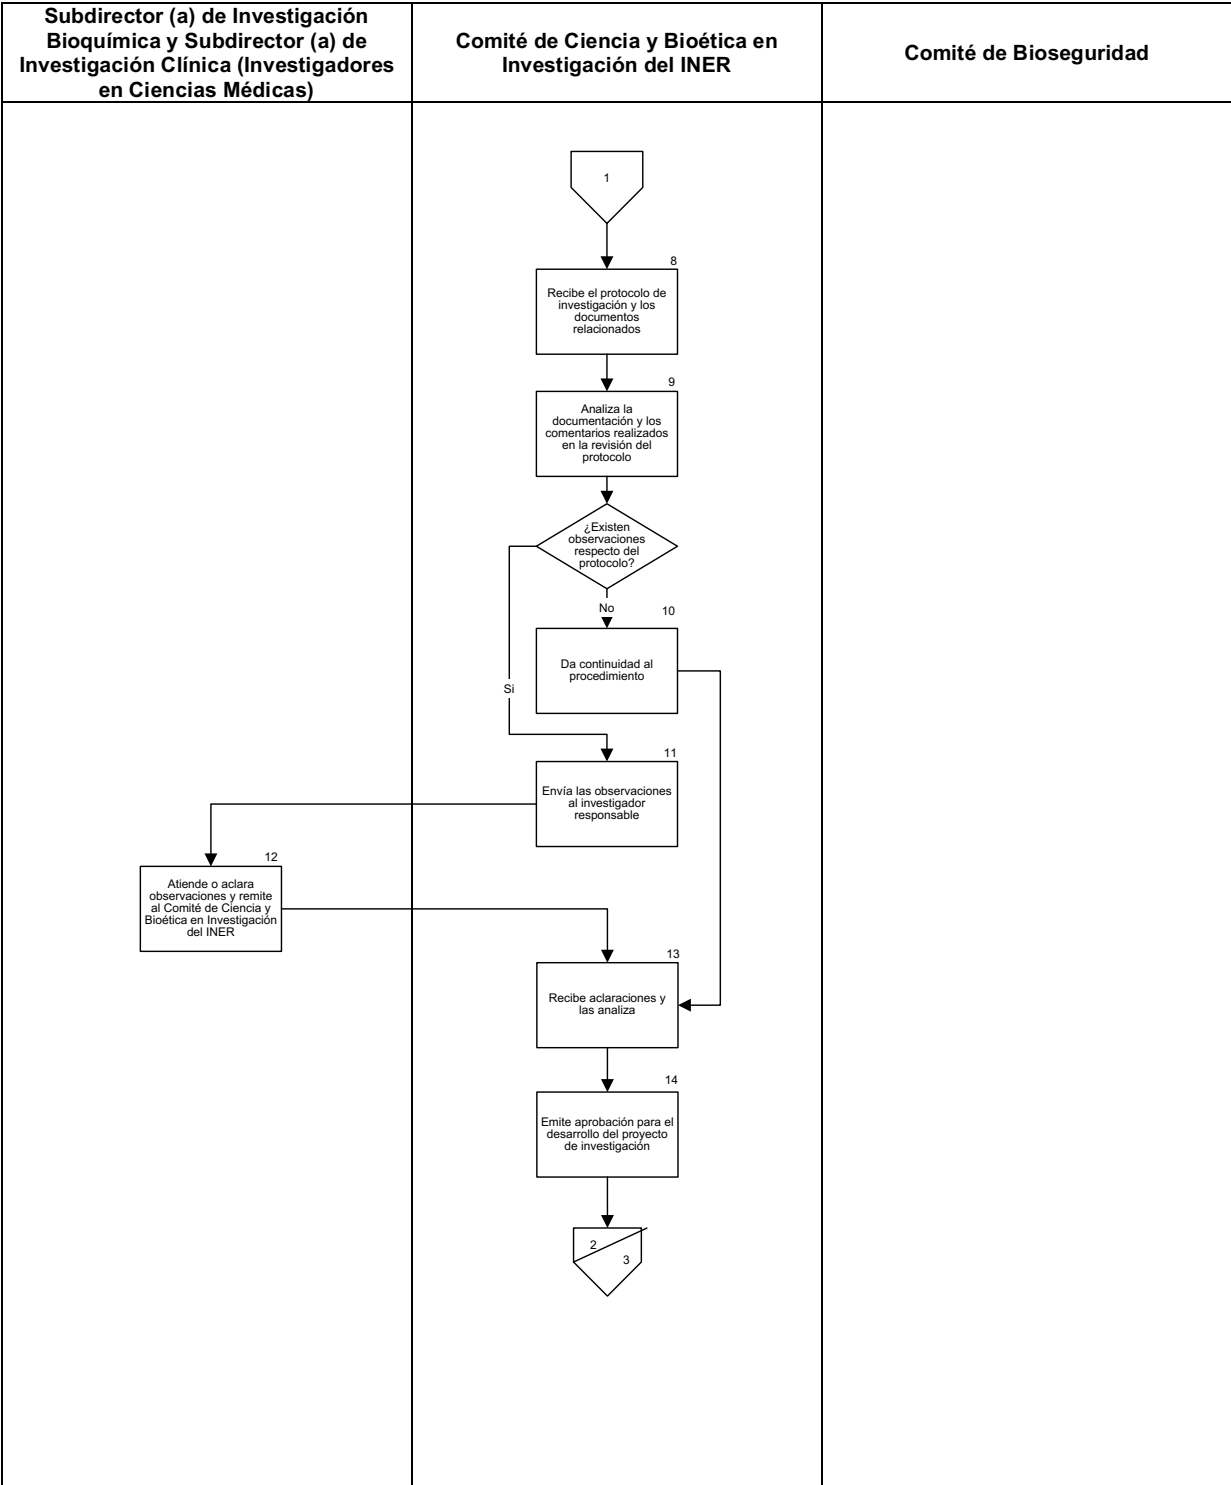 Subdirector (a) de Investigación
Bioquímica y Subdirector (a) de
Investigación Clínica (Investigadores
en Ciencias Médicas)
Comité de Ciencia y Bioética en
Investigación del INER
Comité de Bioseguridad
1
8
Recibe el protocolo de
investigación y los
documentos
relacionados
9
Analiza la
documentación y los
comentarios realizados
en la revisión del
protocolo
¿Existen
observaciones
respecto del
protocolo?
No
10
Da continuidad al
procedimiento
Si
11
Envía las observaciones
al investigador
responsable
12
Atiende o aclara
observaciones y remite
al Comité de Ciencia y
Bioética en Investigación
del INER
13
Recibe aclaraciones y
las analiza
14
Emite aprobación para el
desarrollo del proyecto
de investigación
2
3